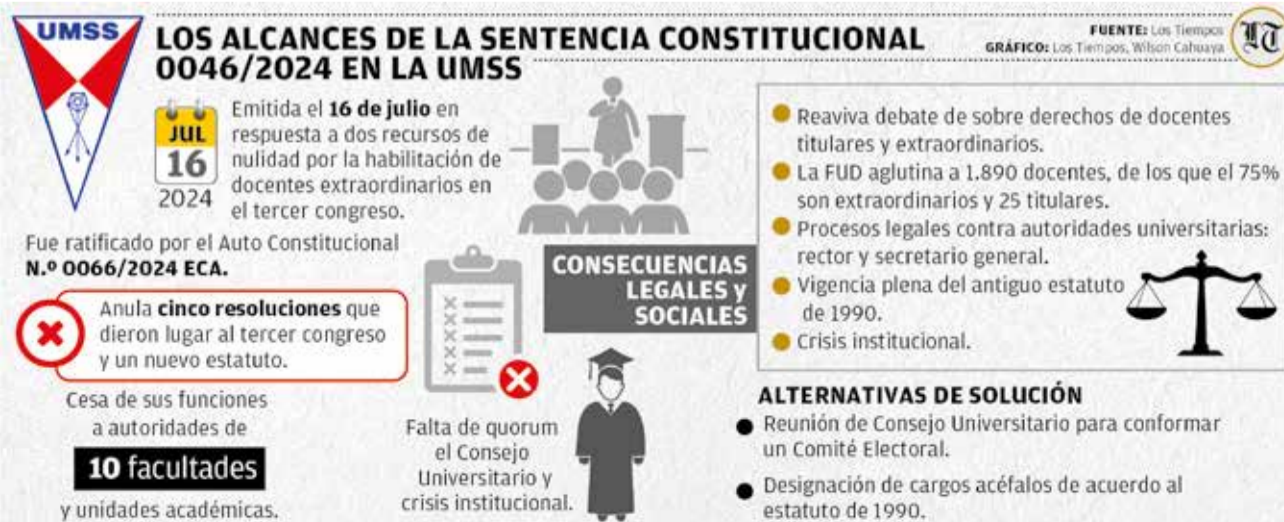 UMSS
LOS ALCANCES DE LA SENTENCIA CONSTITUCIONAL
0046/2024 EN LA UMSS
FUENTE: Los Tiempos
GRÁFICO: Los Tiempos, Wilson Cahuaya
LT
JUL
16
2024
Emitida el 16 de julio en
respuesta a dos recursos de
nulidad por la habilitación de
docentes extraordinarios en
el tercer congreso.
Fue ratificado por el Auto Constitucional
N.º 0066/2024 ECA.
Anula cinco resoluciones que
dieron lugar al tercer congreso
y un nuevo estatuto.
Cesa de sus funciones
a autoridades de
10 facultades
y unidades académicas.
Falta de quorum
el Consejo
Universitario y
crisis institucional.
CONSECUENCIAS
LEGALES y
SOCIALES
Reaviva debate de sobre derechos de docentes
titulares y extraordinarios.
La FUD aglutina a 1.890 docentes, de los que el 75%
son extraordinarios y 25 titulares.
Procesos legales contra autoridades universitarias:
rector y secretario general.
Vigencia plena del antiguo estatuto
de 1990.
Crisis institucional.
ALTERNATIVAS DE SOLUCIÓN
Reunión de Consejo Universitario para conformar
un Comité Electoral.
Designación de cargos acéfalos de acuerdo al
estatuto de 1990.